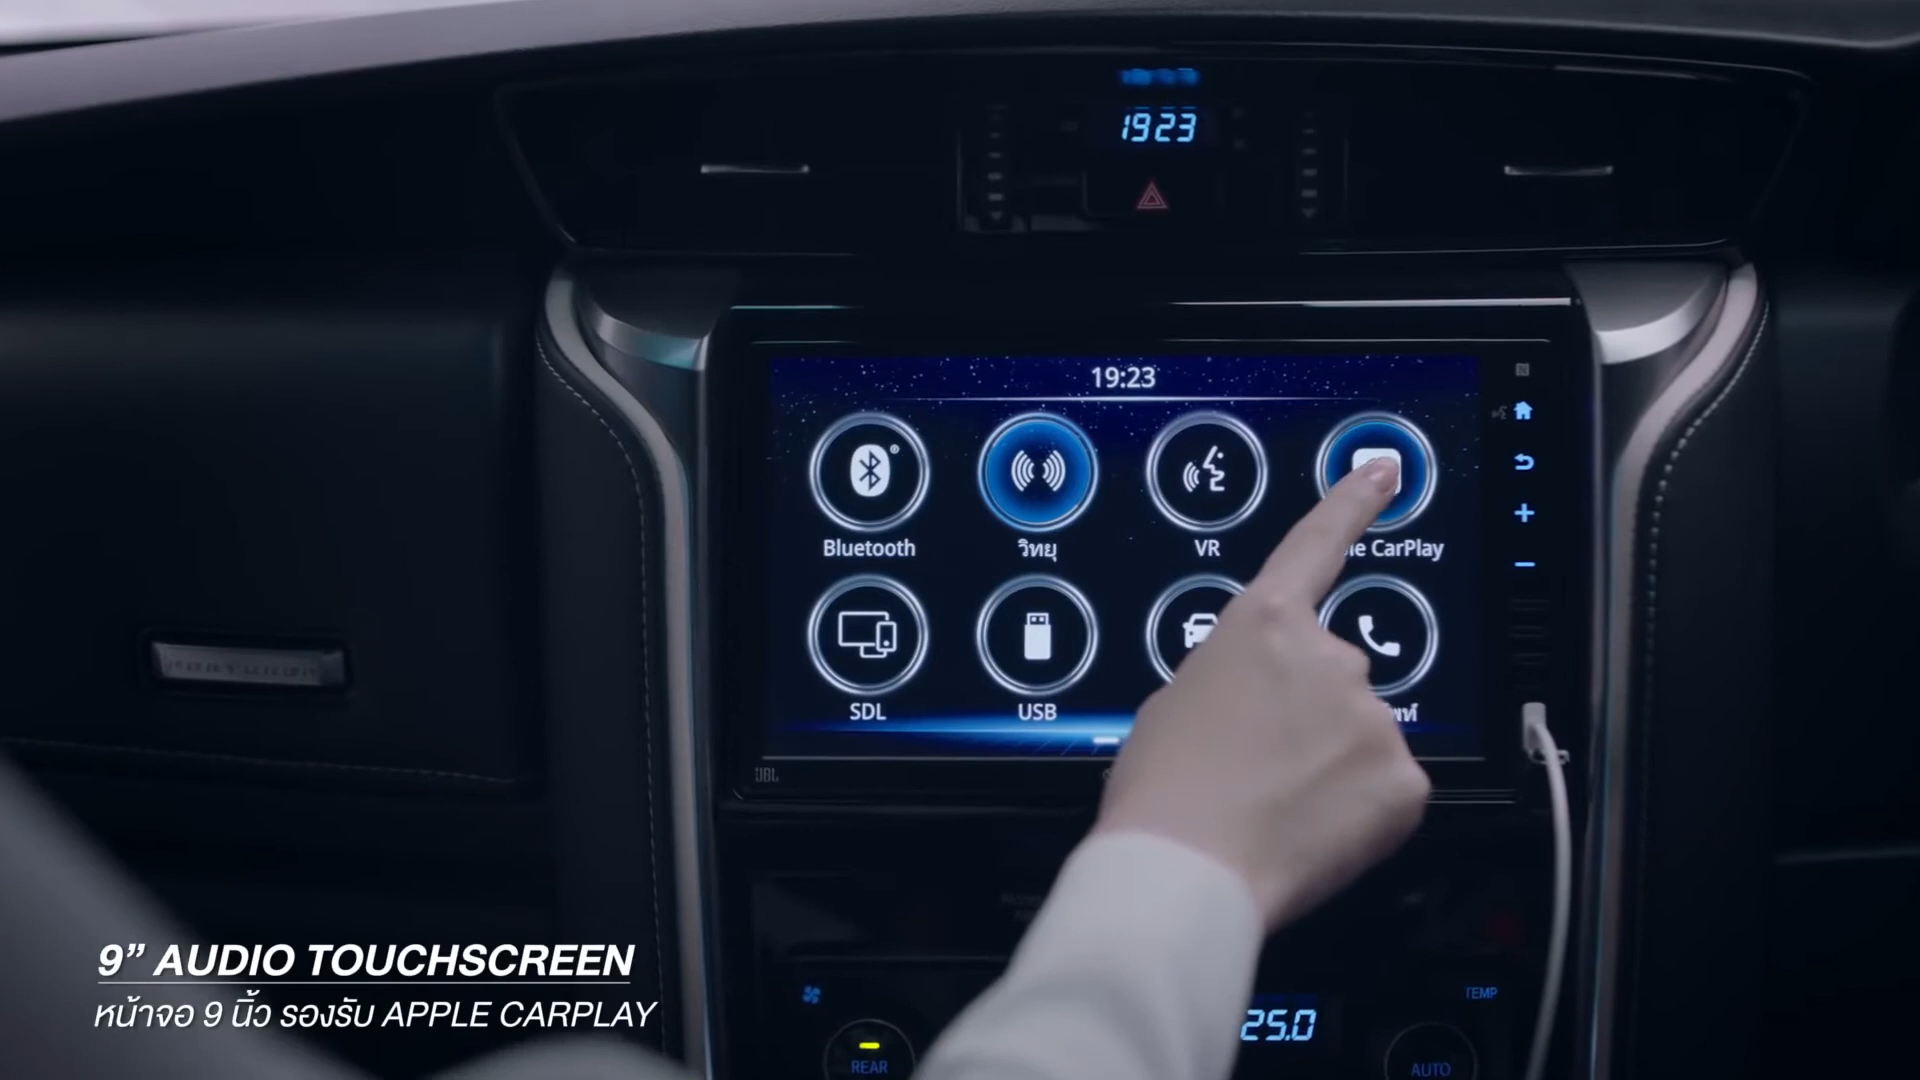 1923
19:23
Bluetooth
วิทยุ
VR
CarPlay
SDL
USB
JBL
9” AUDIO TOUCHSCREEN
หน้าจอ 9 นิ้ว รองรับ APPLE CARPLAY
TEMP
25.0
REAR
AUTO